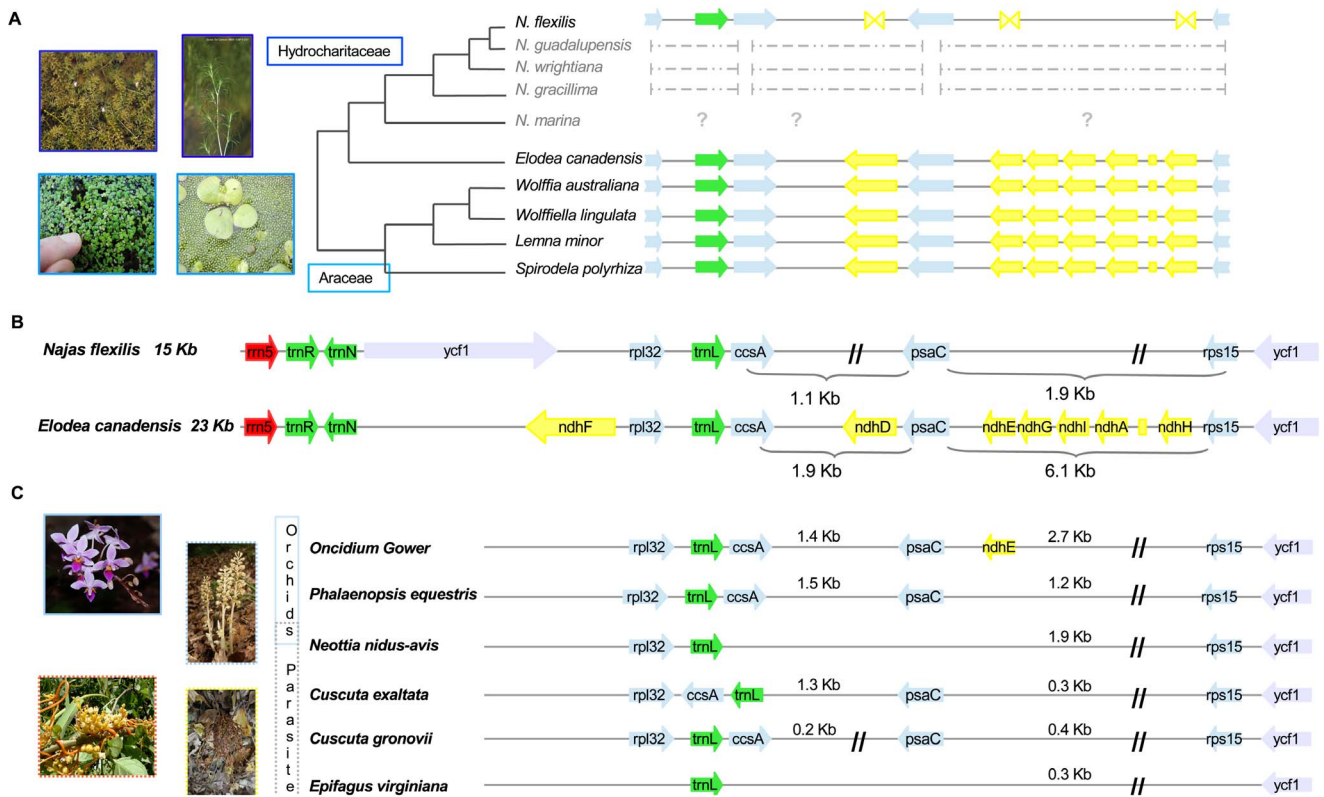 A
Hydrocharitaceae
N. flexilis
N. guadalupensis
N. wrightiana
N. gracillima
N. marina ? ? ?
Elodea canadensis
Wolffia australiana
Wolffiella lingulata
Lemna minor
Spirodela polyrhiza
Araceae
B
Najas flexilis 15 Kb rrn5 trnR trnN ycf1 rpl32 trnL ccsA // psaC // rps15 ycf1
1.1 Kb 1.9 Kb
Elodea canadensis 23 Kb rrn5 trnR trnN ndhF rpl32 trnL ccsA ndhD psaC ndhE ndhG ndhI ndhA ndhH rps15 ycf1
1.9 Kb 6.1 Kb
C
Orchids
Parasite
1.4 Kb 2.7 Kb
Oncidium Gower rpl32 trnL ccsA psaC ndhE // rps15 ycf1
1.5 Kb 1.2 Kb
Phalaenopsis equestris rpl32 trnL ccsA psaC // rps15 ycf1
1.9 Kb
Neottia nidus-avis rpl32 trnL // rps15 ycf1
1.3 Kb 0.3 Kb
Cuscuta exaltata rpl32 ccsA trnL psaC // rps15 ycf1
0.2 Kb 0.4 Kb
Cuscuta gronovii rpl32 trnL ccsA // psaC // rps15 ycf1
0.3 Kb
Epifagus virginiana trnL // ycf1